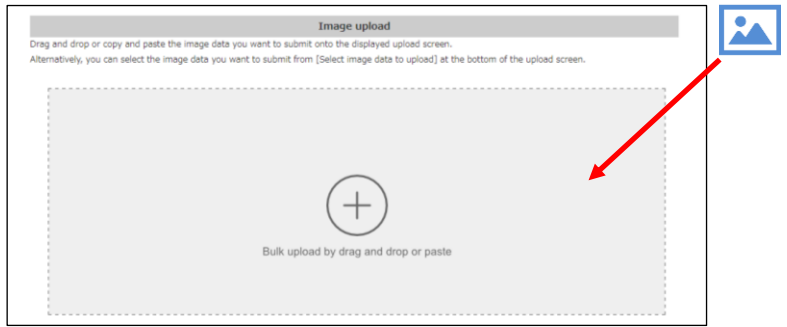 Image upload
Drag and drop or copy and paste the image data you want to submit onto the displayed upload screen.
Alternatively, you can select the image data you want to submit from [Select image data to upload] at the bottom of the upload screen.
Bulk upload by drag and drop or paste